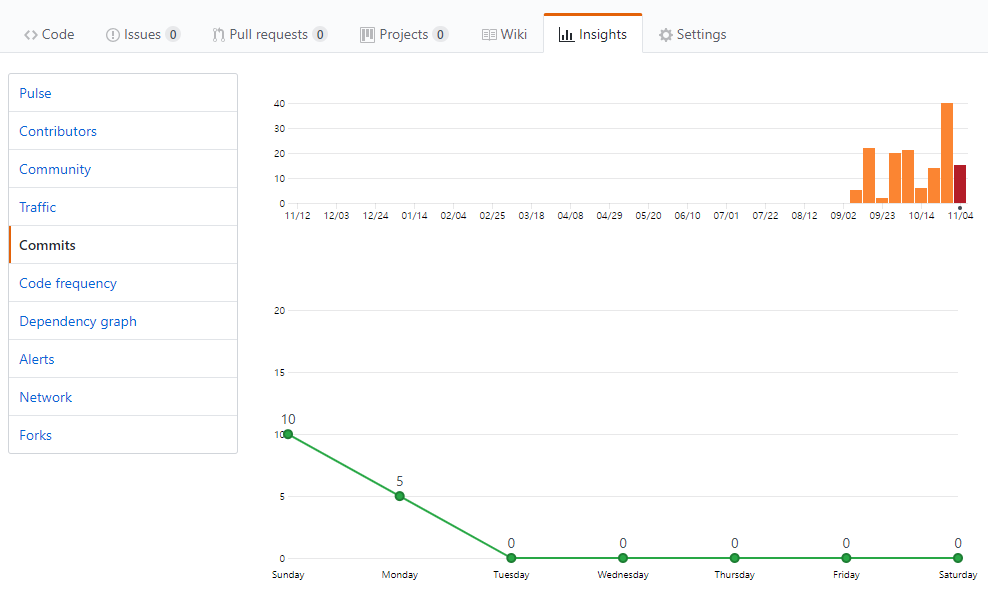 Code Issues 0 Pull requests 0 Projects 0 Wiki Insights Settings
Pulse
Contributors
Community
Traffic
Commits
Code frequency
Dependency graph
Alerts
Network
Forks
40
30
20
10
0
11/12 12/03 12/24 01/14 02/04 02/25 03/18 04/08 04/29 05/20 06/10 07/01 07/22 08/12 09/02 09/23 10/14 11/04
20
15
10
10
5
5
0 0 0 0 0
0
Sunday Monday Tuesday Wednesday Thursday Friday Saturday